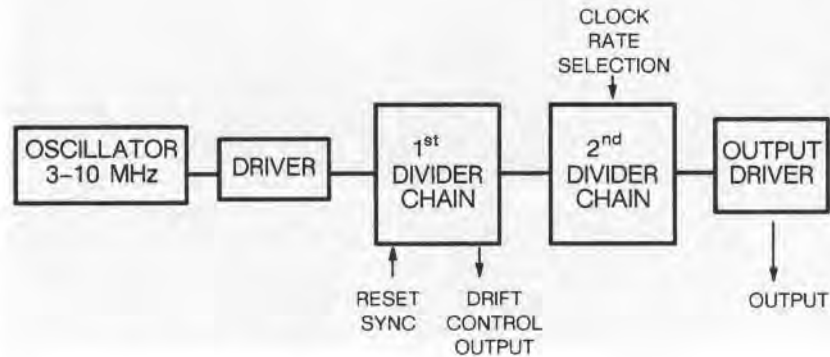 CLOCK
RATE
SELECTION
OSCILLATOR
3–10 MHz
DRIVER
1st
DIVIDER
CHAIN
2nd
DIVIDER
CHAIN
OUTPUT
DRIVER
RESET
SYNC
DRIFT
CONTROL
OUTPUT
OUTPUT